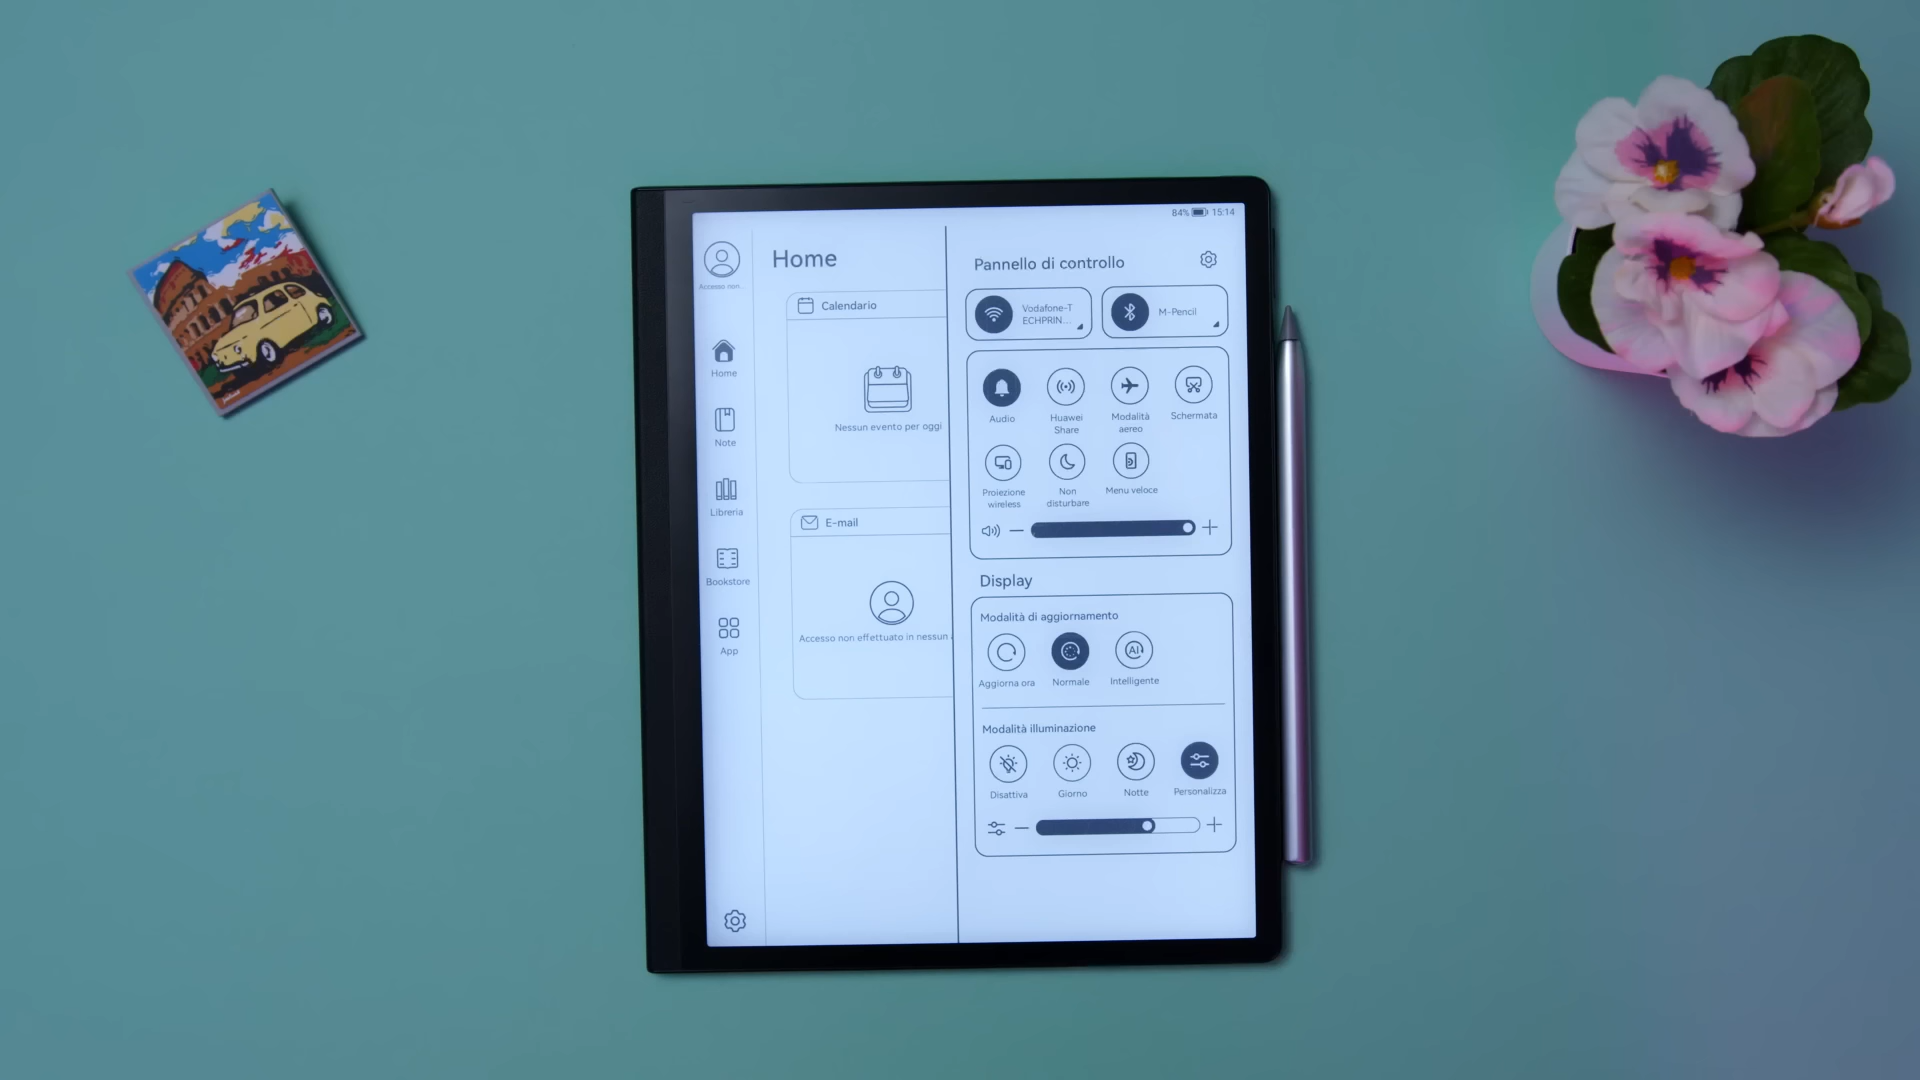 84% 15:14
Accesso non...
Home
Note
Libreria
Bookstore
App
Home
Calendario
Nessun evento per oggi
E-mail
Accesso non effettuato in nessun
Pannello di controllo
Vodafone-T
ECHPRIN...
M-Pencil
Audio
Huawei
Share
Modalità
aereo
Schermata
Proiezione
wireless
Non
disturbare
Menu veloce
Display
Modalità di aggiornamento
AI
Aggiorna ora
Normale
Intelligente
Modalità illuminazione
Disattiva
Giorno
Notte
Personalizza